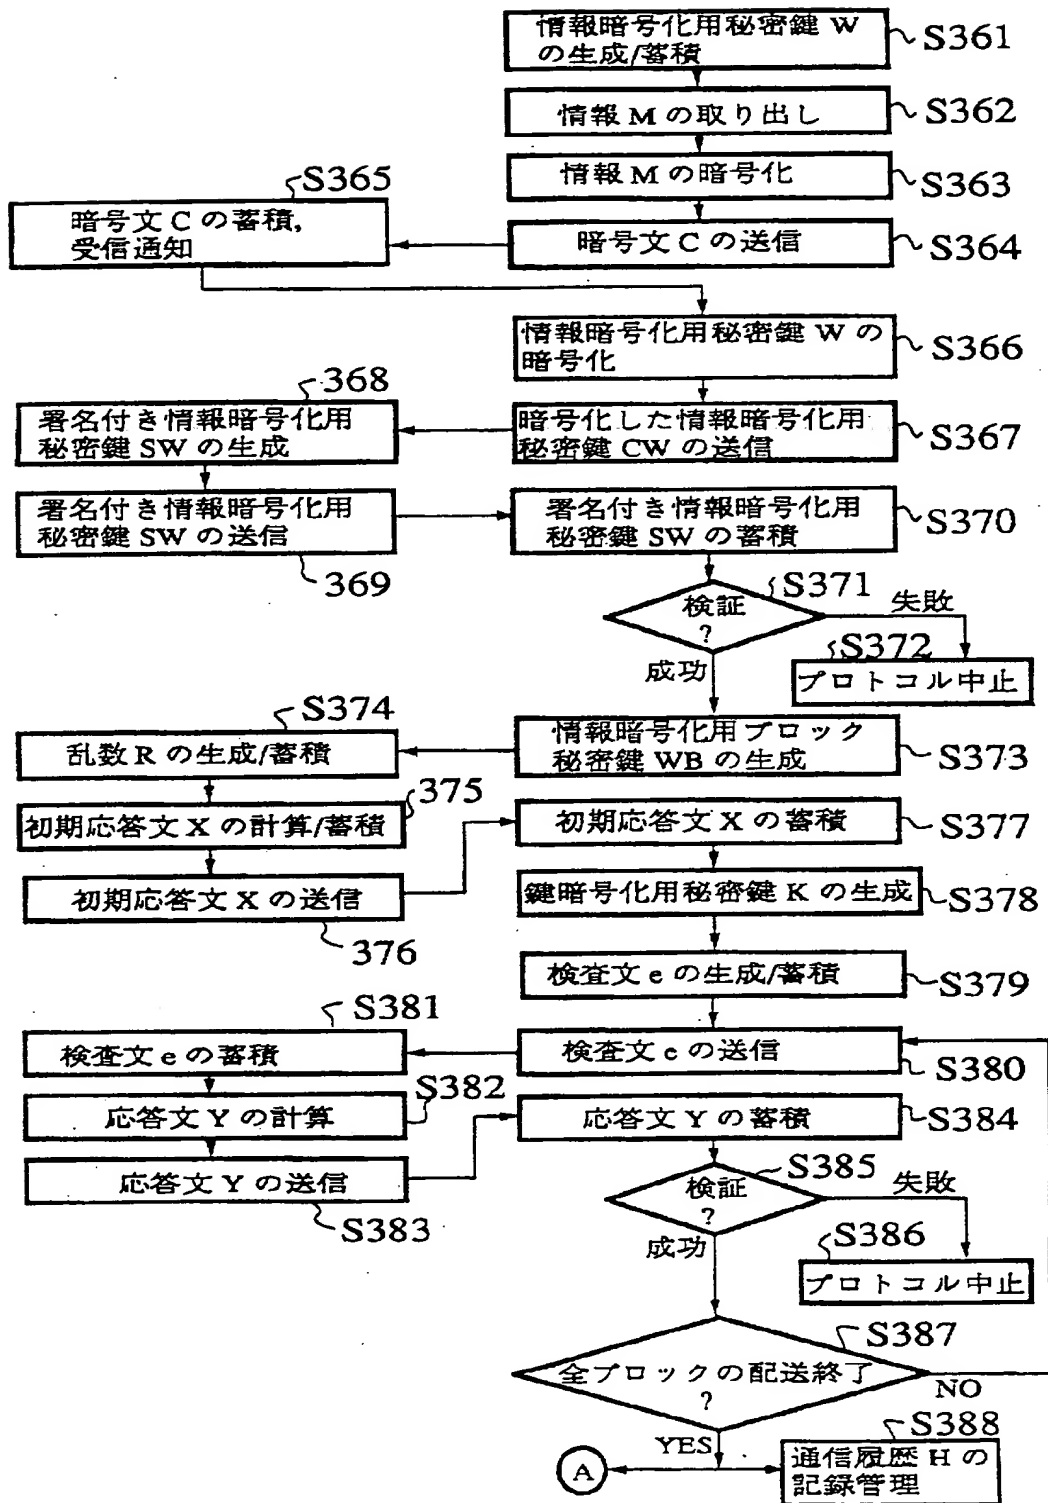 情報暗号化用秘密鍵 W
の生成/蓄積
S361
情報 M の取り出し
S362
情報 M の暗号化
S363
S365
暗号文 C の蓄積,
受信通知
暗号文 C の送信
S364
情報暗号化用秘密鍵 W の
暗号化
S366
368
署名付き情報暗号化用
秘密鍵 SW の生成
暗号化した情報暗号化用
秘密鍵 CW の送信
S367
署名付き情報暗号化用
秘密鍵 SW の送信
369
署名付き情報暗号化用
秘密鍵 SW の蓄積
S370
S371
検証
?
失敗
成功
S372
プロトコル中止
S374
乱数 R の生成/蓄積
情報暗号化用ブロック
秘密鍵 WB の生成
S373
375
初期応答文 X の計算/蓄積
初期応答文 X の蓄積
S377
初期応答文 X の送信
376
鍵暗号化用秘密鍵 K の生成
S378
検査文 e の生成/蓄積
S379
S381
検査文 e の蓄積
検査文 e の送信
S380
S382
応答文 Y の計算
応答文 Y の蓄積
S384
応答文 Y の送信
S383
S385
検証
?
失敗
成功
S386
プロトコル中止
S387
全ブロックの配送終了
?
NO
YES
S388
A
通信履歴 H の
記録管理